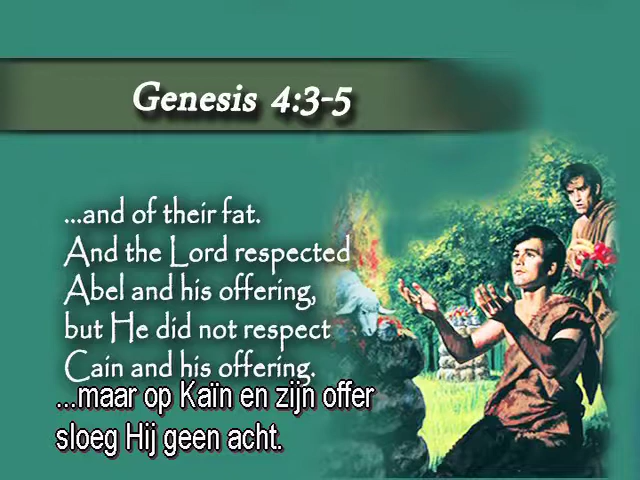 Genesis 4:3-5
...and of their fat.
And the Lord respected
Abel and his offering,
but He did not respect
Cain and his offering.
...maar op Kaïn en zijn offer
sloeg Hij geen acht.